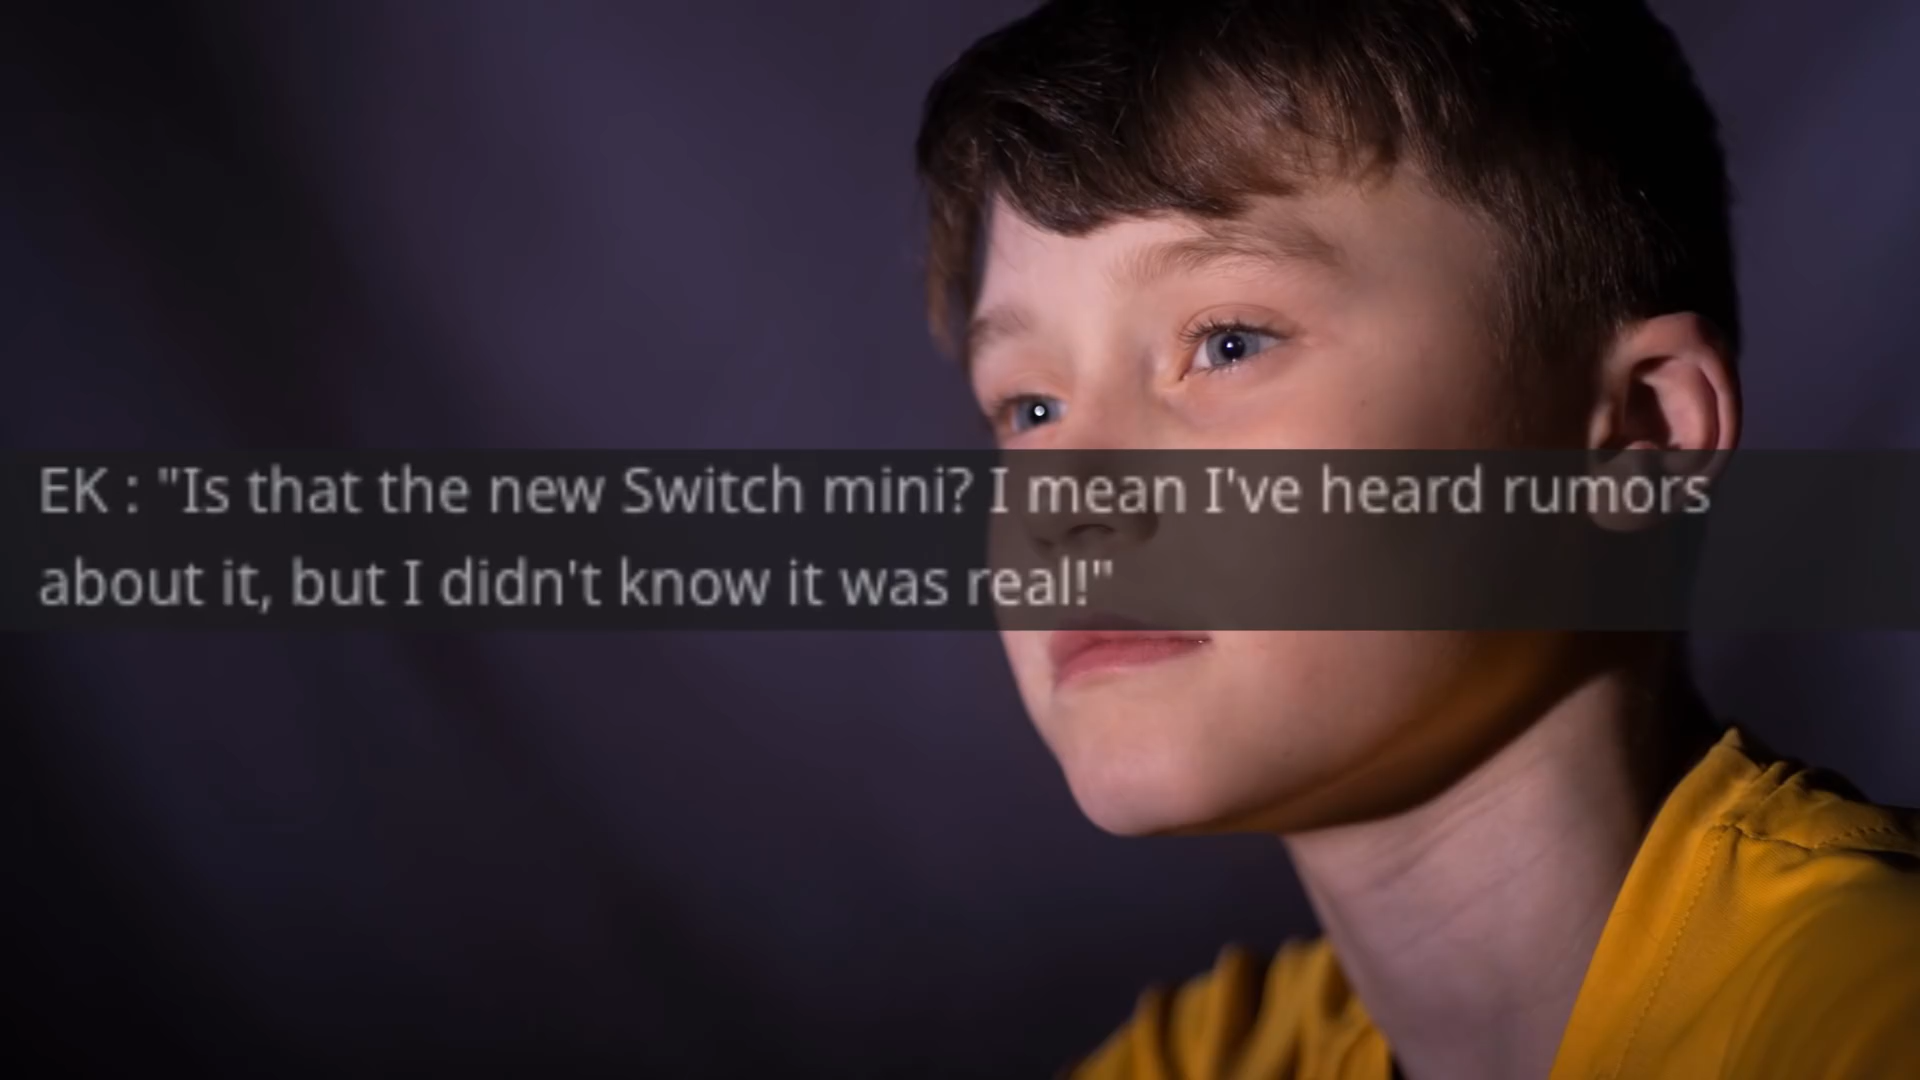 EK : "Is that the new Switch mini? I mean I've heard rumors
about it, but I didn't know it was real!"